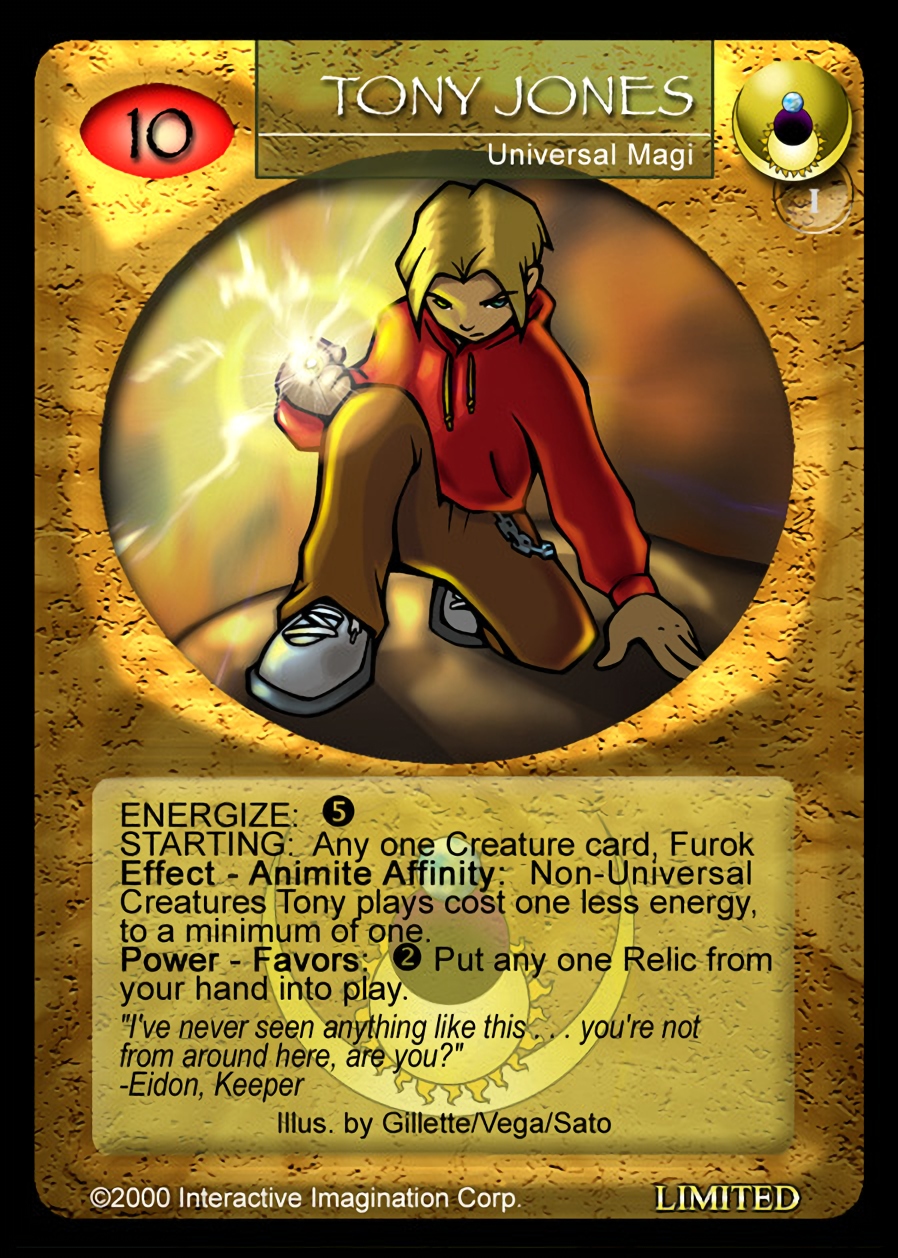 10
TONY JONES
Universal Magi
I
ENERGIZE: ❺
STARTING: Any one Creature card, Furok
Effect - Animite Affinity: Non-Universal
Creatures Tony plays cost one less energy,
to a minimum of one.
Power - Favors: ❷ Put any one Relic from
your hand into play.
"I've never seen anything like this . . . you're not
from around here, are you?"
-Eidon, Keeper
Illus. by Gillette/Vega/Sato
©2000 Interactive Imagination Corp.
LIMITED